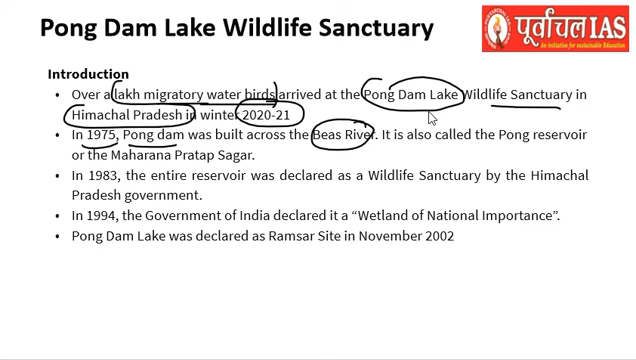 Pong Dam Lake Wildlife Sanctuary
पूर्वांचल IAS
An initiative for sustainable Education
Introduction
• Over a lakh migratory water birds arrived at the Pong Dam Lake Wildlife Sanctuary in
Himachal Pradesh in winter 2020-21
• In 1975, Pong dam was built across the Beas River. It is also called the Pong reservoir
or the Maharana Pratap Sagar.
• In 1983, the entire reservoir was declared as a Wildlife Sanctuary by the Himachal
Pradesh government.
• In 1994, the Government of India declared it a “Wetland of National Importance”.
• Pong Dam Lake was declared as Ramsar Site in November 2002